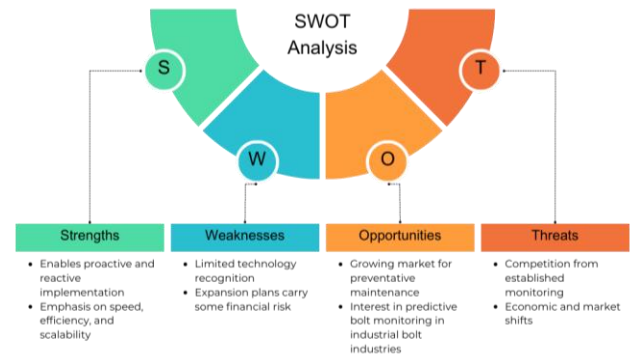 SWOT
Analysis
S
T
W
O
Strengths
• Enables proactive and
reactive
implementation
• Emphasis on speed,
efficiency, and
scalability
Weaknesses
• Limited technology
recognition
• Expansion plans carry
some financial risk
Opportunities
• Growing market for
preventative
maintenance
• Interest in predictive
bolt monitoring in
industrial bolt
industries
Threats
• Competition from
established
monitoring
• Economic and market
shifts